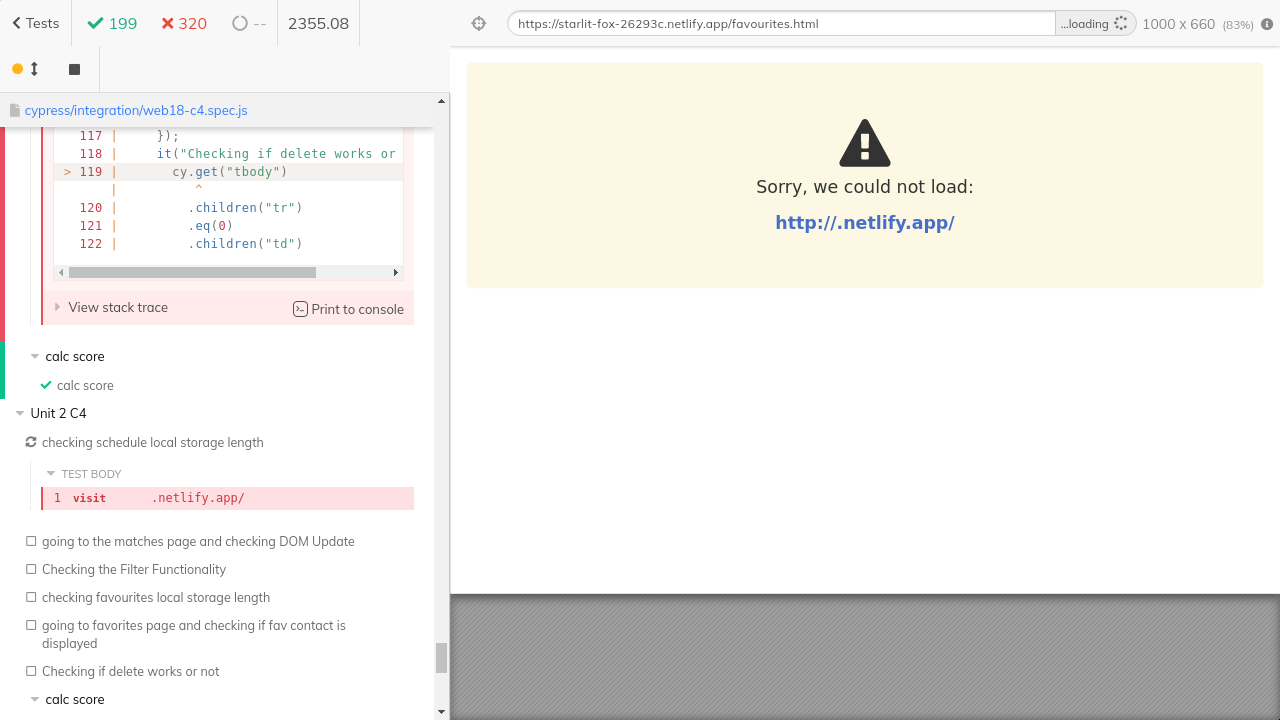 Tests
199
320
--
2355.08
https://starlit-fox-26293c.netlify.app/favourites.html
...loading
1000 x 660 (83%)
cypress/integration/web18-c4.spec.js
117 | });
118 | it("Checking if delete works or
> 119 | cy.get("tbody")
| ^
120 | .children("tr")
121 | .eq(0)
122 | .children("td")
View stack trace
Print to console
calc score
calc score
Unit 2 C4
checking schedule local storage length
TEST BODY
1 visit .netlify.app/
going to the matches page and checking DOM Update
Checking the Filter Functionality
checking favourites local storage length
going to favorites page and checking if fav contact is
displayed
Checking if delete works or not
calc score
Sorry, we could not load:
http://.netlify.app/